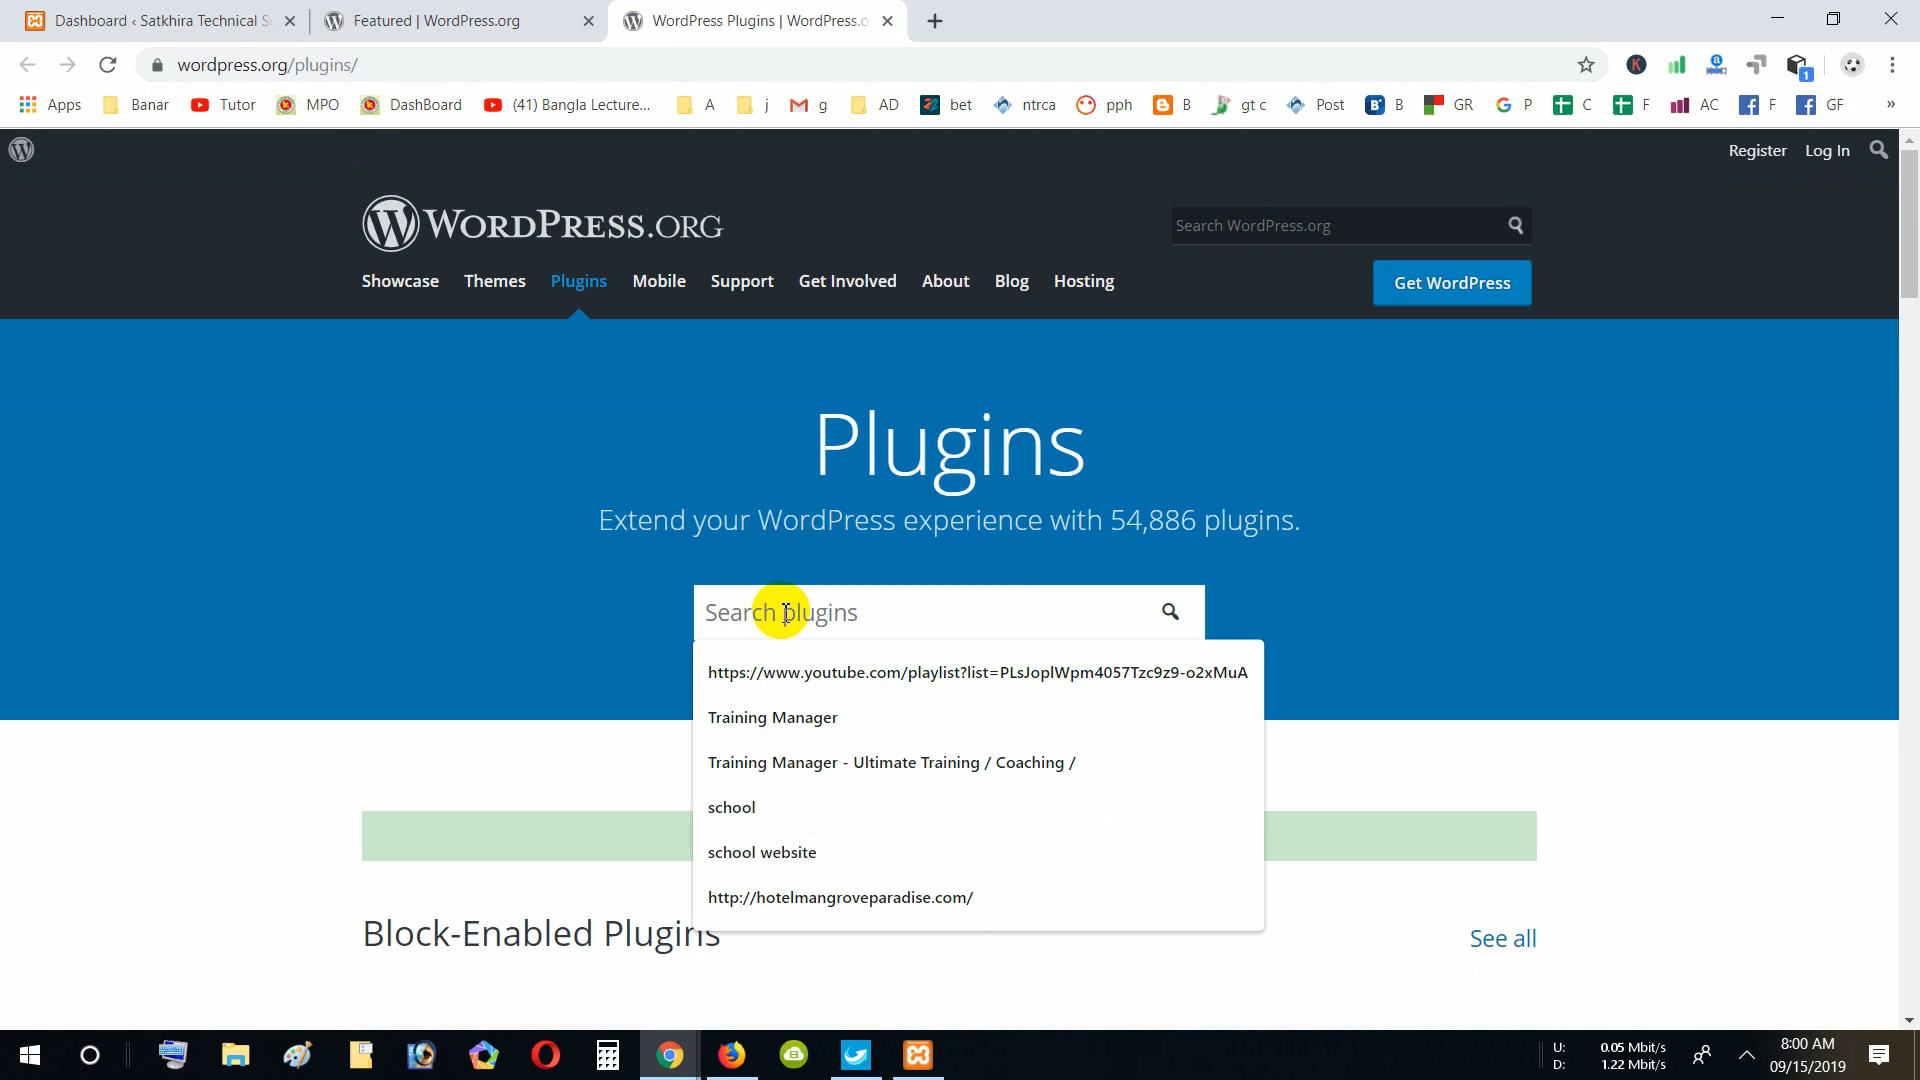 Dashboard ‹ Satkhira Technical S
Featured | WordPress.org
WordPress Plugins | WordPress.o
wordpress.org/plugins/
Apps
Banar
Tutor
MPO
DashBoard
(41) Bangla Lecture...
A
j
g
AD
bet
ntrca
pph
B
gt c
Post
B
GR
P
C
F
AC
F
GF
»
Register
Log In
WORDPRESS.ORG
Search WordPress.org
Showcase
Themes
Plugins
Mobile
Support
Get Involved
About
Blog
Hosting
Get WordPress
Plugins
Extend your WordPress experience with 54,886 plugins.
Search plugins
https://www.youtube.com/playlist?list=PLsJoplWpm4057Tzc9z9-o2xMuA
Training Manager
Training Manager - Ultimate Training / Coaching /
school
school website
http://hotelmangroveparadise.com/
Block-Enabled Plugins
See all
U: 0.05 Mbit/s
D: 1.22 Mbit/s
8:00 AM
09/15/2019